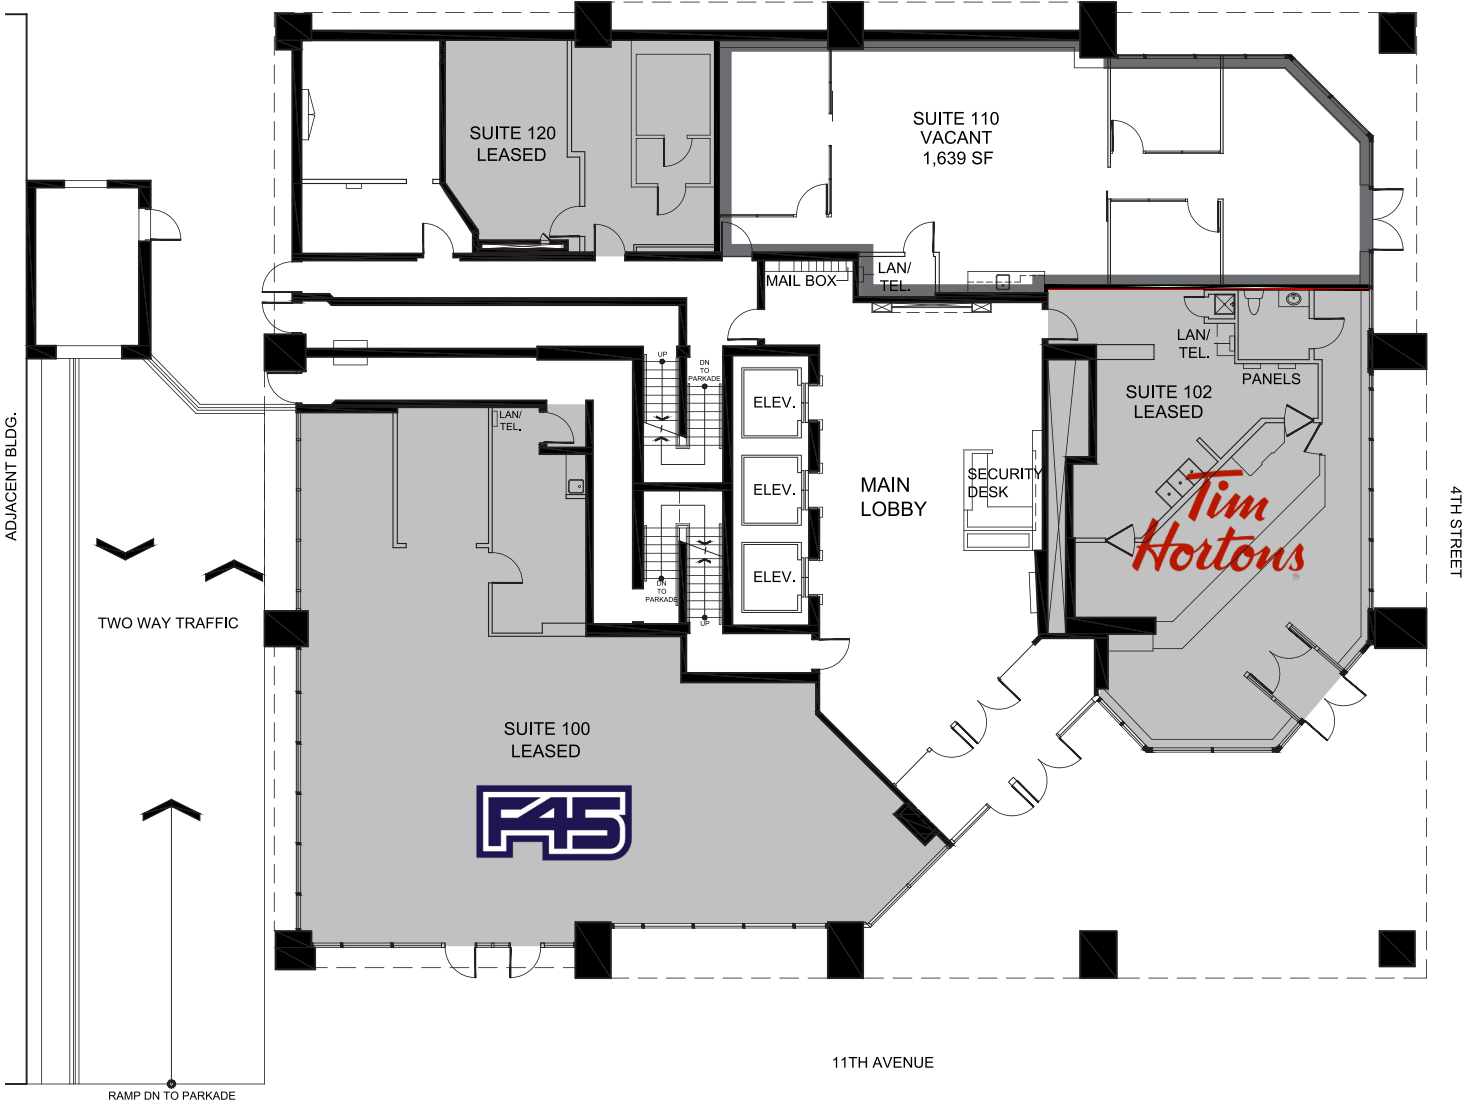 SUITE 120
LEASED
SUITE 110
VACANT
1,639 SF
MAIL BOX
LAN/
TEL.
LAN/
TEL.
PANELS
SUITE 102
LEASED
UP
DN
TO
PARKADE
ELEV.
ELEV.
ELEV.
LAN/
TEL.
MAIN
LOBBY
SECURITY
DESK
Tim
Hortons
®
DN
TO
PARKADE
UP
ADJACENT BLDG.
TWO WAY TRAFFIC
4TH STREET
SUITE 100
LEASED
F45
11TH AVENUE
RAMP DN TO PARKADE